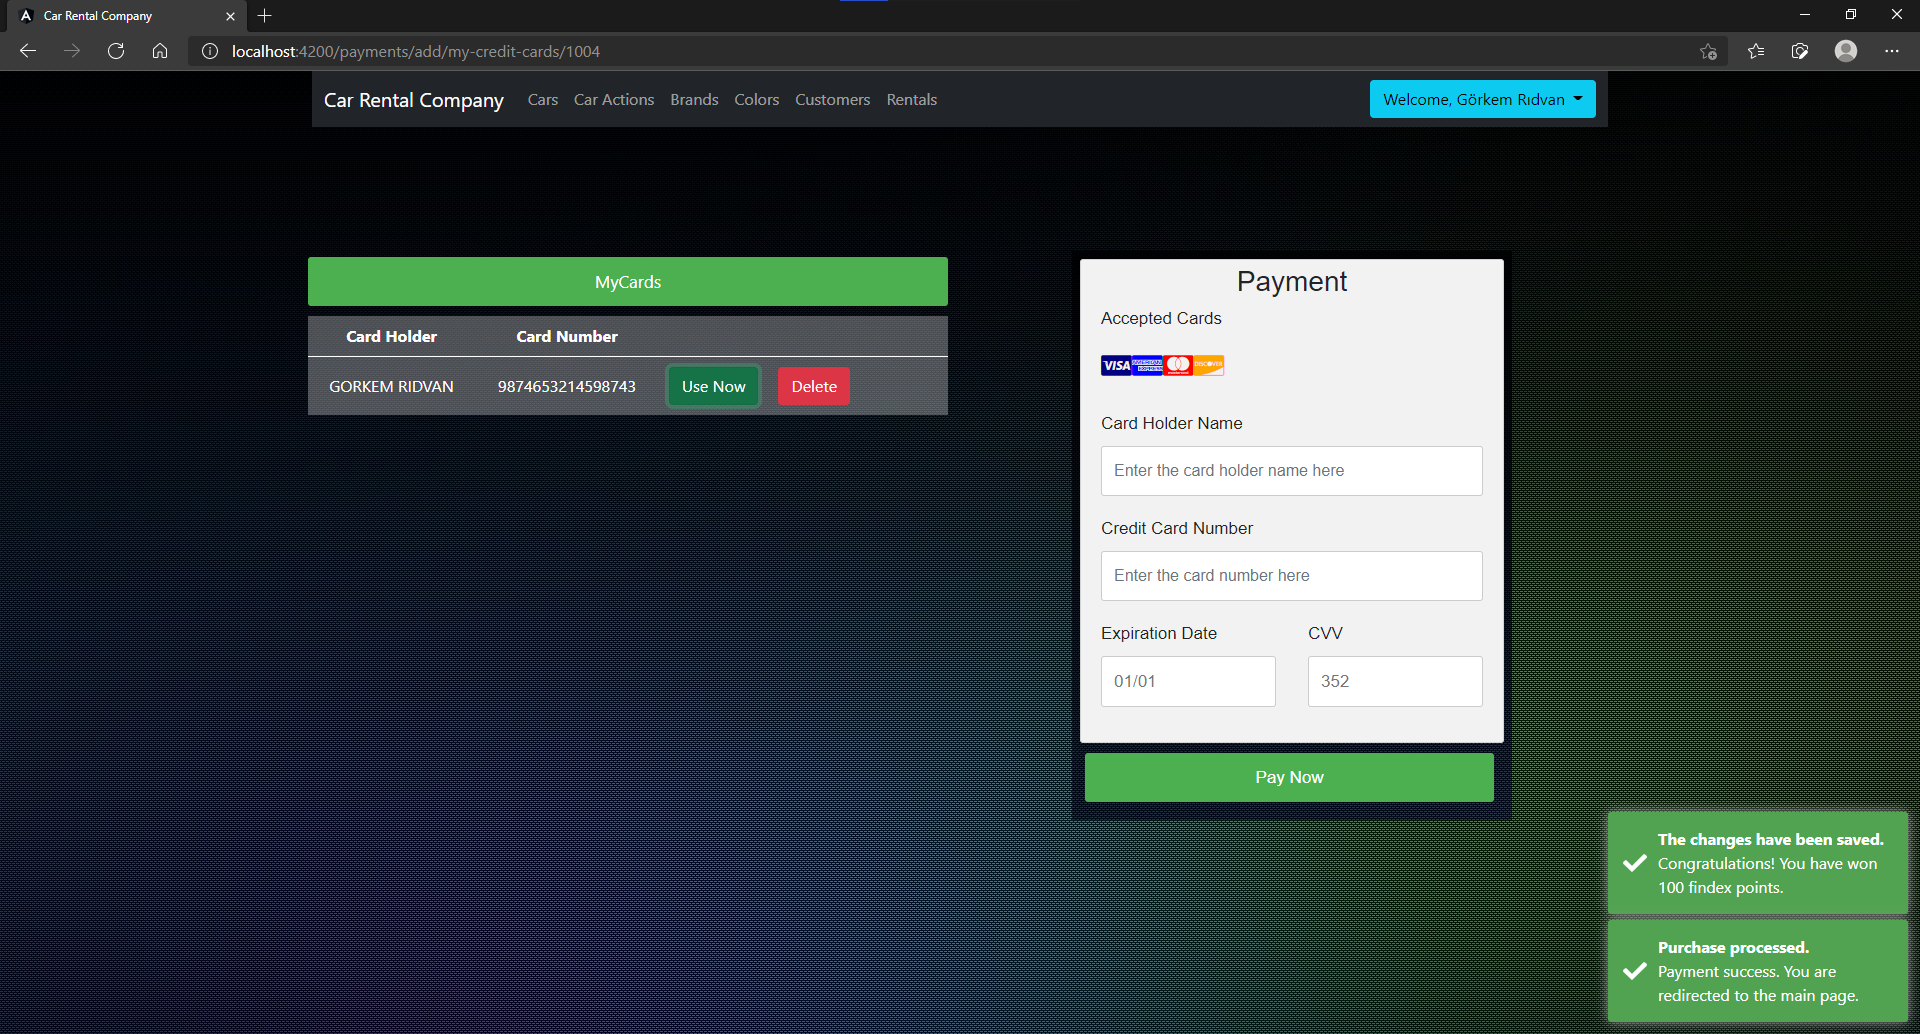 Car Rental Company
localhost:4200/payments/add/my-credit-cards/1004
Car Rental Company Cars Car Actions Brands Colors Customers Rentals Welcome, Görkem Rıdvan
MyCards
Card Holder Card Number
GORKEM RIDVAN 9874653214598743 Use Now Delete
Payment
Accepted Cards
VISA AMERICAN EXPRESS DISCOVER
Card Holder Name
Enter the card holder name here
Credit Card Number
Enter the card number here
Expiration Date CVV
01/01 352
Pay Now
The changes have been saved.
Congratulations! You have won
100 findex points.
Purchase processed.
Payment success. You are
redirected to the main page.